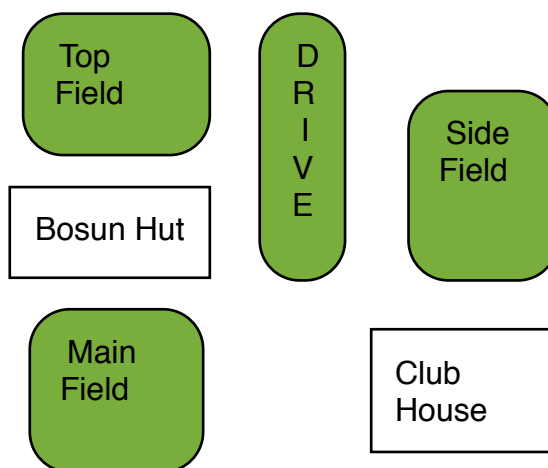 Top
Field
D
R
I
V
E
Side
Field
Bosun Hut
Main
Field
Club
House